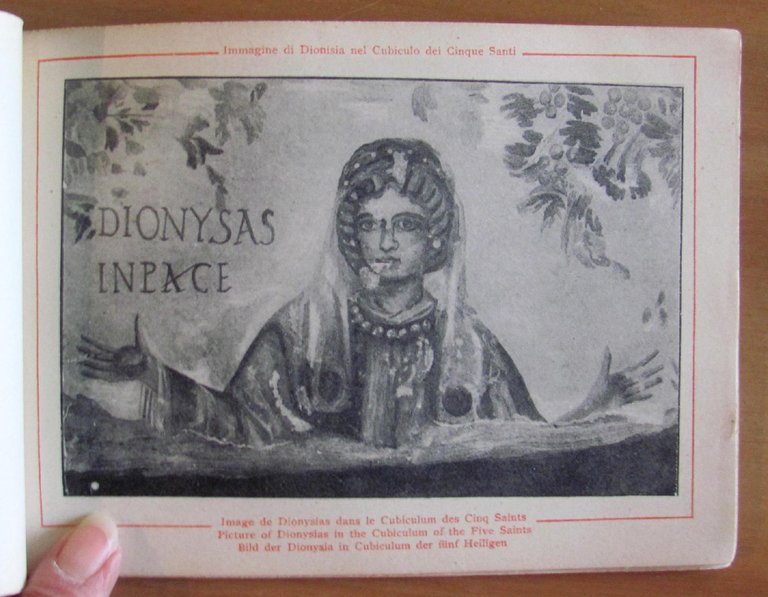 Immagine di Dionisia nel Cubiculo dei Cinque Santi
DIONYSAS
IN PACE
Image de Dionysias dans le Cubiculum des Cinq Saints
Picture of Dionysias in the Cubiculum of the Five Saints
Bild der Dionyala in Cubiculum der fünf Heiligen